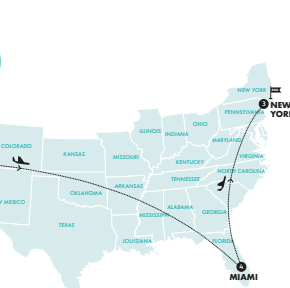 NEW YORK
3 NEW
YORK
PENNSYLVANIA
OHIO
ILLINOIS
INDIANA
MARYLAND
COLORADO
KANSAS
MISSOURI
VIRGINIA
KENTUCKY
NORTH CAROLINA
TENNESSEE
ARKANSAS
OKLAHOMA
MEXICO
ALABAMA
MISSISSIPPI
GEORGIA
TEXAS
LOUISIANA
FLORIDA
4
MIAMI